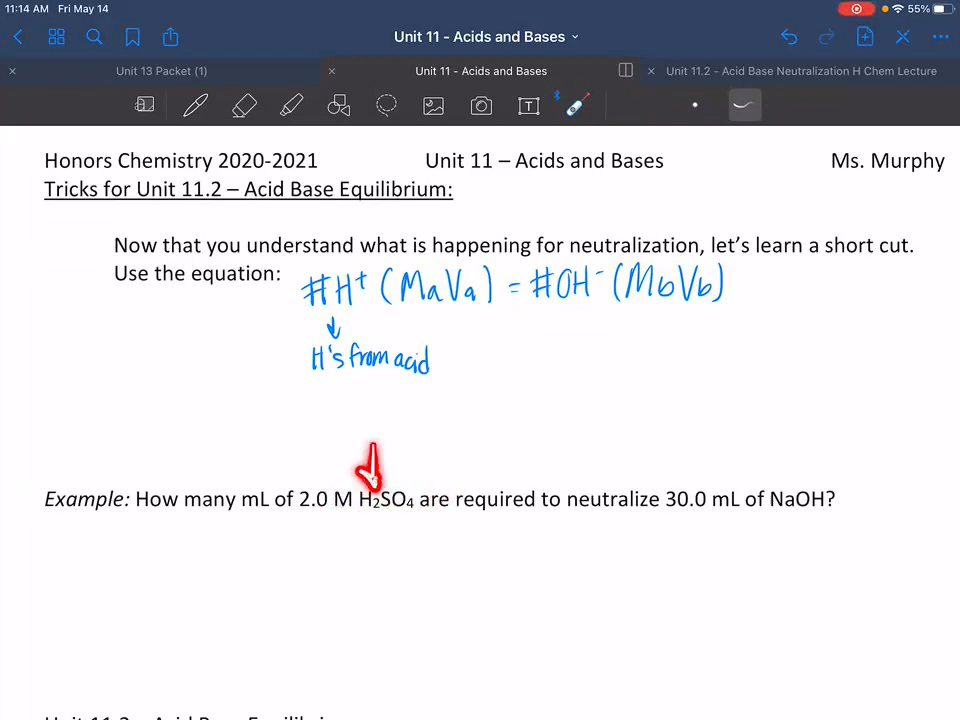 11:14 AM Fri May 14
55%
Unit 11 - Acids and Bases
Unit 13 Packet (1)
Unit 11 - Acids and Bases
Unit 11.2 - Acid Base Neutralization H Chem Lecture
T
Honors Chemistry 2020-2021 Unit 11 – Acids and Bases Ms. Murphy
Tricks for Unit 11.2 – Acid Base Equilibrium:
Now that you understand what is happening for neutralization, let's learn a short cut.
Use the equation: #H⁺ (MaVa) = #OH⁻ (MbVb)
H's from acid
Example: How many mL of 2.0 M H₂SO₄ are required to neutralize 30.0 mL of NaOH?